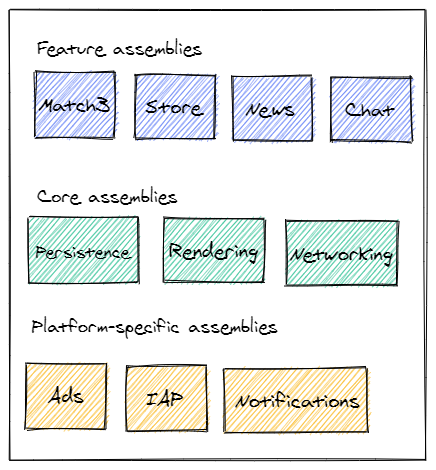 Feature assemblies
Match3 Store News Chat
Core assemblies
Persistence Rendering Networking
Platform-specific assemblies
Ads IAP Notifications